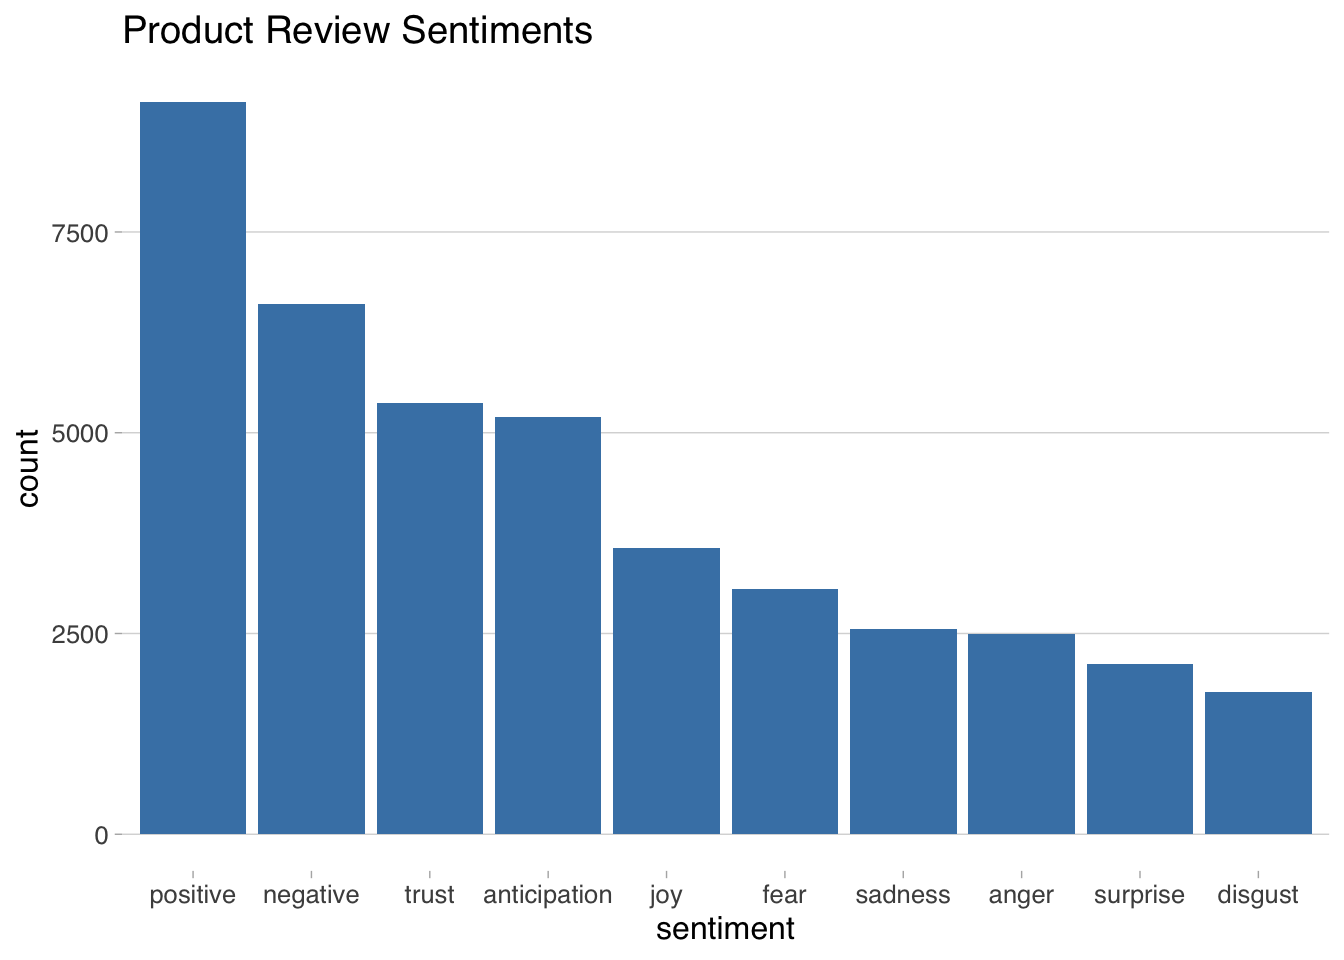 Product Review Sentiments
count
7500
5000
2500
0
positive negative trust anticipation joy fear sadness anger surprise disgust
sentiment